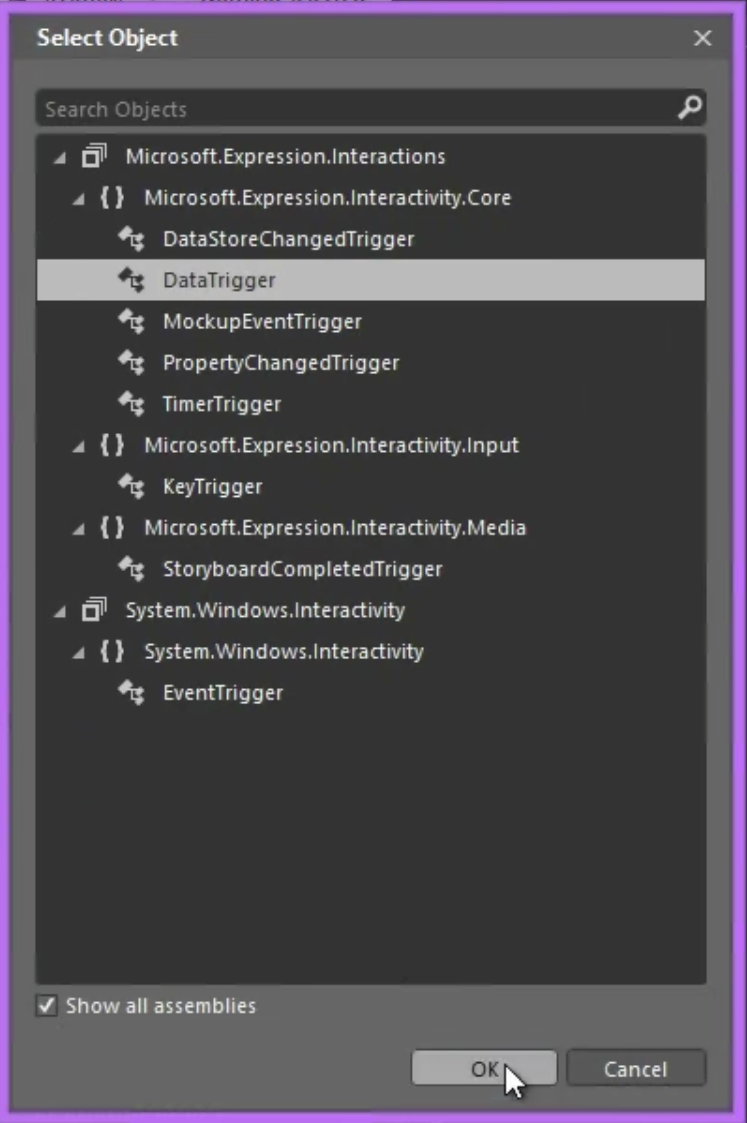 Select Object
Search Objects
Microsoft.Expression.Interactions
{ } Microsoft.Expression.Interactivity.Core
DataStoreChangedTrigger
DataTrigger
MockupEventTrigger
PropertyChangedTrigger
TimerTrigger
{ } Microsoft.Expression.Interactivity.Input
KeyTrigger
{ } Microsoft.Expression.Interactivity.Media
StoryboardCompletedTrigger
System.Windows.Interactivity
{ } System.Windows.Interactivity
EventTrigger
Show all assemblies
OK Cancel